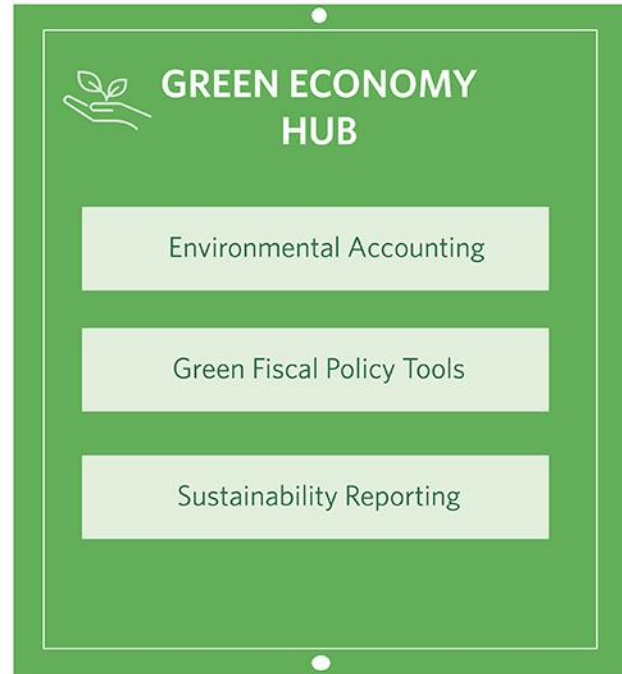 GREEN ECONOMY
HUB
Environmental Accounting
Green Fiscal Policy Tools
Sustainability Reporting